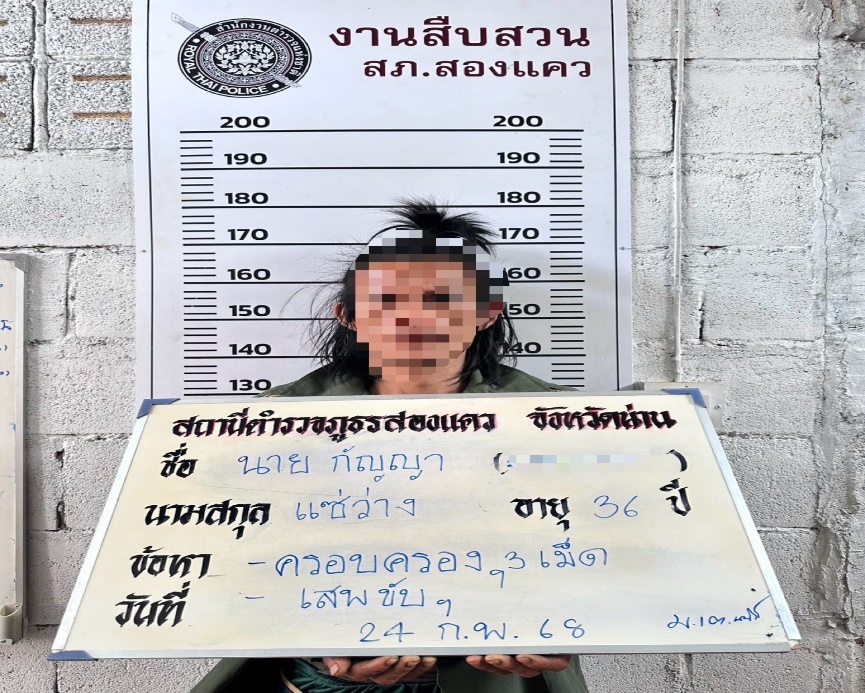 สำนักงานตำรวจแห่งชาติ
ROYAL THAI POLICE
งานสืบสวน
สภ.สองแคว
200 200
190 190
180 180
170 170
160 160
150 150
140 140
130
สถานีตำรวจภูธรสองแคว จังหวัดน่าน
ชื่อ นาย กัญญา ( )
นามสกุล แซ่ว่าง อายุ 36 ปี
ข้อหา - ครอบครองฯ 3 เม็ด
วันที่ - เสพขับฯ
24 ก.พ. 68